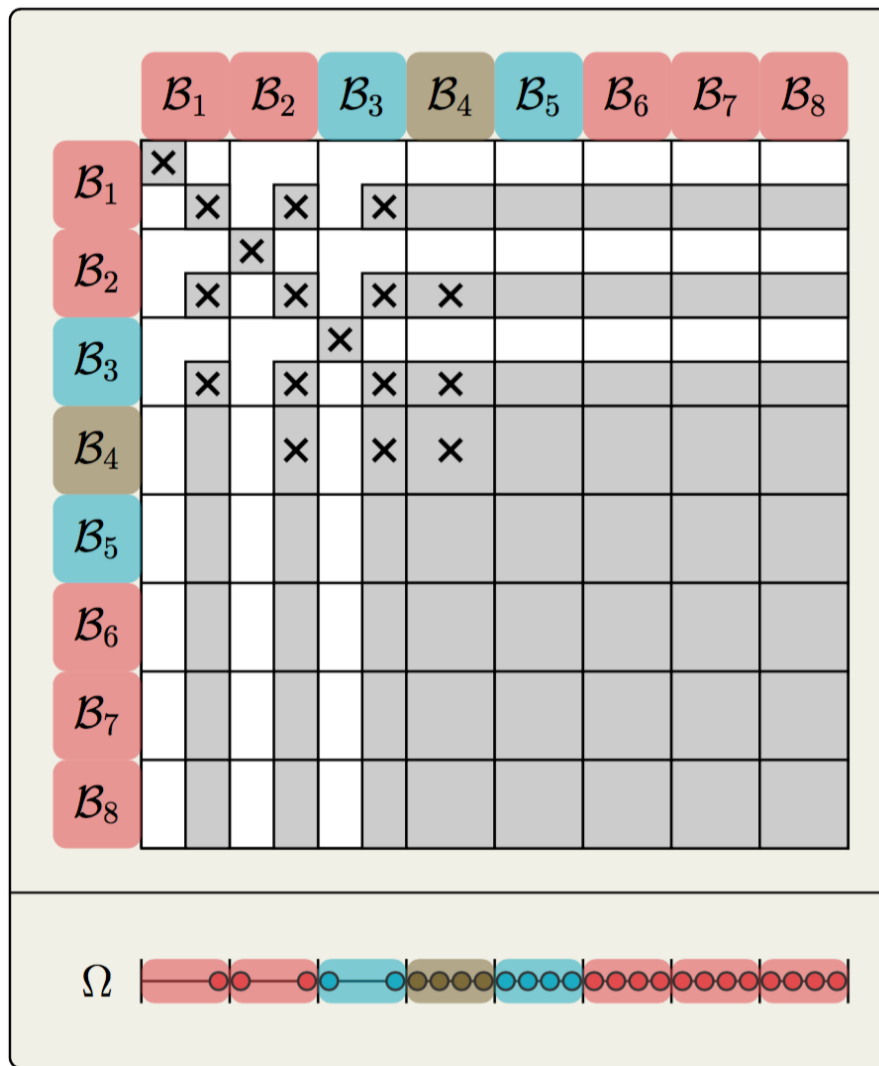 ℬ₁ ℬ₂ ℬ₃ ℬ₄ ℬ₅ ℬ₆ ℬ₇ ℬ₈
ℬ₁ × × × ×
ℬ₂ × × × × ×
ℬ₃ × × × × ×
ℬ₄ × × ×
ℬ₅
ℬ₆
ℬ₇
ℬ₈
Ω